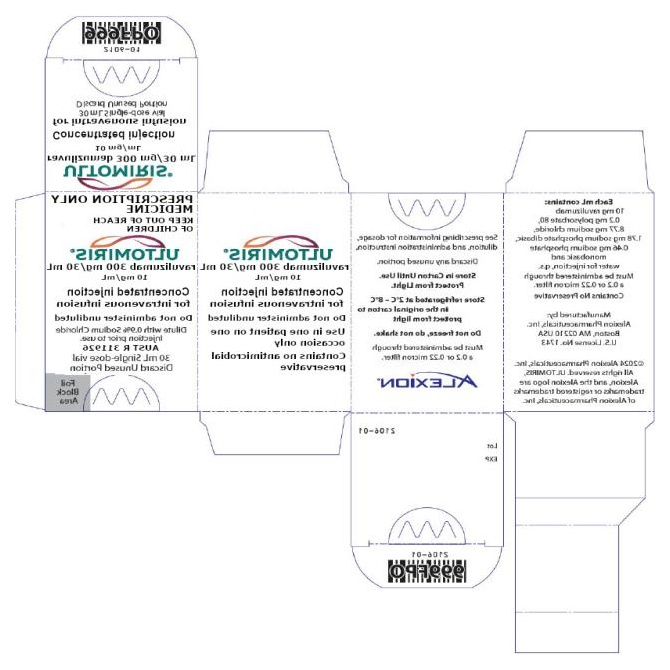 999FPO
2106-01
ULTOMIRIS®
ravulizumab 300 mg/30 mL
10 mg/mL
Concentrated injection
for intravenous infusion
30 mL Single-dose vial
Discard Unused Portion
PRESCRIPTION ONLY
MEDICINE
KEEP OUT OF REACH
OF CHILDREN
ULTOMIRIS®
ravulizumab 300 mg/30 mL
10 mg/mL
Concentrated injection
for intravenous infusion
Do not administer undiluted
Dilute with 0.9% Sodium Chloride
injection prior to use.
AUST R 311926
30 mL Single-dose
vial
Discard Unused Portion
Foil
Block
Area
ULTOMIRIS®
ravulizumab 300 mg/30 mL
10 mg/mL
Concentrated injection
for intravenous infusion
Do not administer undiluted
Use in one patient on one
occasion only
Contains no antimicrobial
preservative
See prescribing information for dosage,
dilution, and administration instruction.
Discard any unused portion
Store in Carton Until Use.
Protect from Light.
Store refrigerated at 2°C – 8°C
in the original carton to
protect from light
Do not freeze, do not shake.
Must be administered through
a 0.2 or 0.22 micron filter.
ALEXION®
2106-01
Lot
EXP
2106-01
999FPO
Each mL contains:
10 mg ravulizumab
0.2 mg polysorbate 80,
8.77 mg sodium chloride,
1.78 mg sodium phosphate dibasic,
0.46 mg sodium phosphate
monobasic and
water for injection, q.s.
Must be administered through
a 0.2 or 0.22 micron filter.
Contains No Preservative
Manufactured by:
Alexion Pharmaceuticals, Inc.
Boston, MA 02210 USA
U.S. License No. 1743
©2024 Alexion Pharmaceuticals, Inc.
All rights reserved. ULTOMIRIS,
Alexion, and the Alexion logo are
trademarks or registered trademarks
of Alexion Pharmaceuticals, Inc.